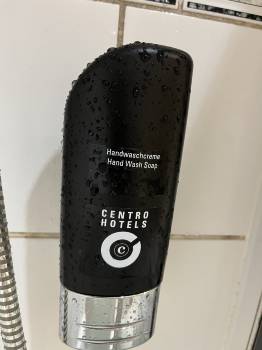 Handwaschcreme
Hand Wash Soap
CENTRO
HOTELS
C